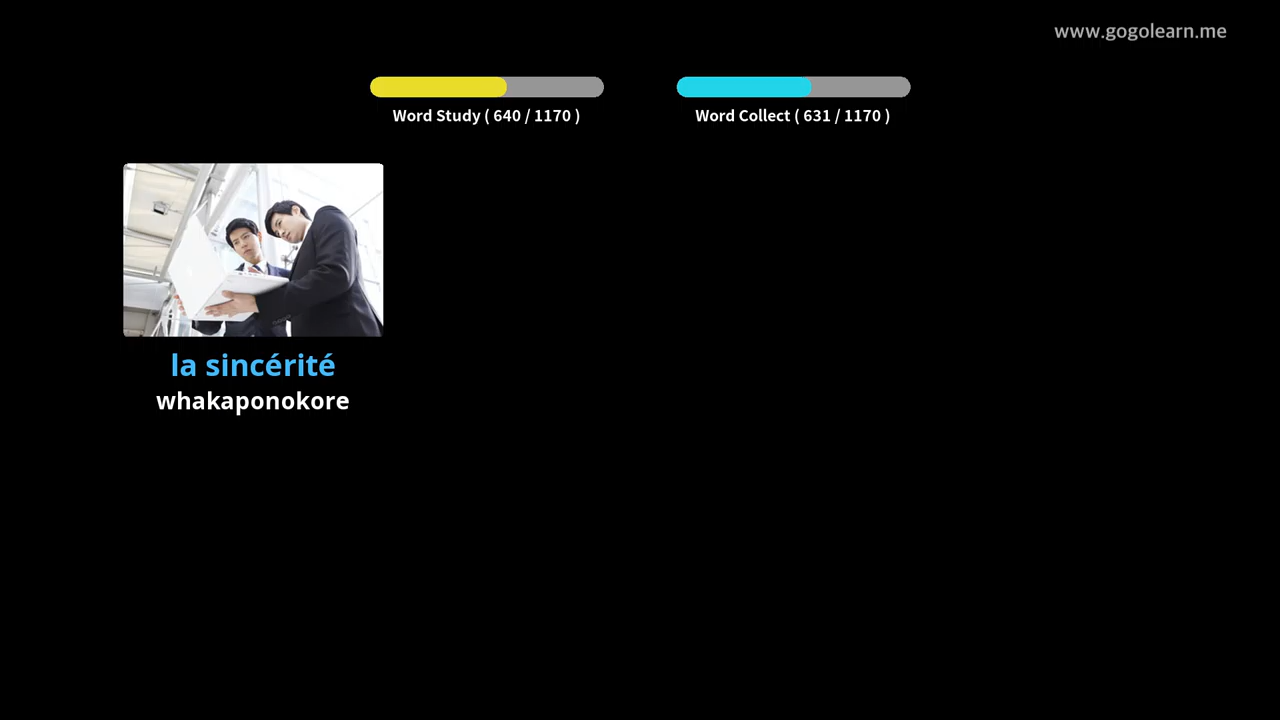 www.gogolearn.me
Word Study ( 640 / 1170 )
Word Collect ( 631 / 1170 )
la sincérité
whakaponokore